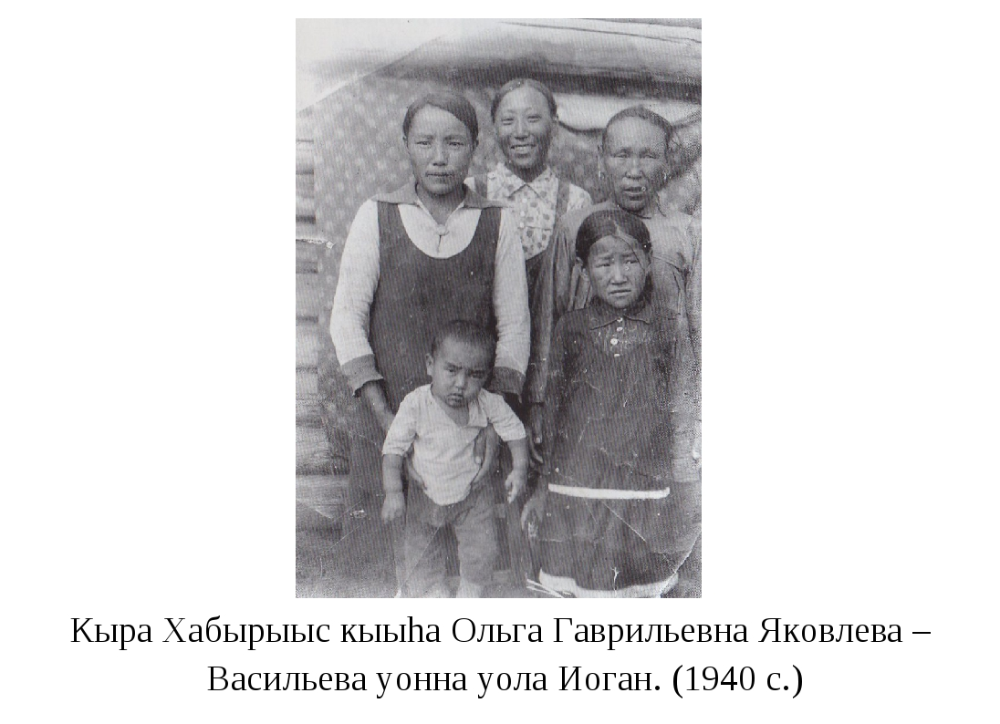 Кыра Хабырыыс кыыһа Ольга Гаврильевна Яковлева –
Васильева уонна уола Иоган. (1940 с.)